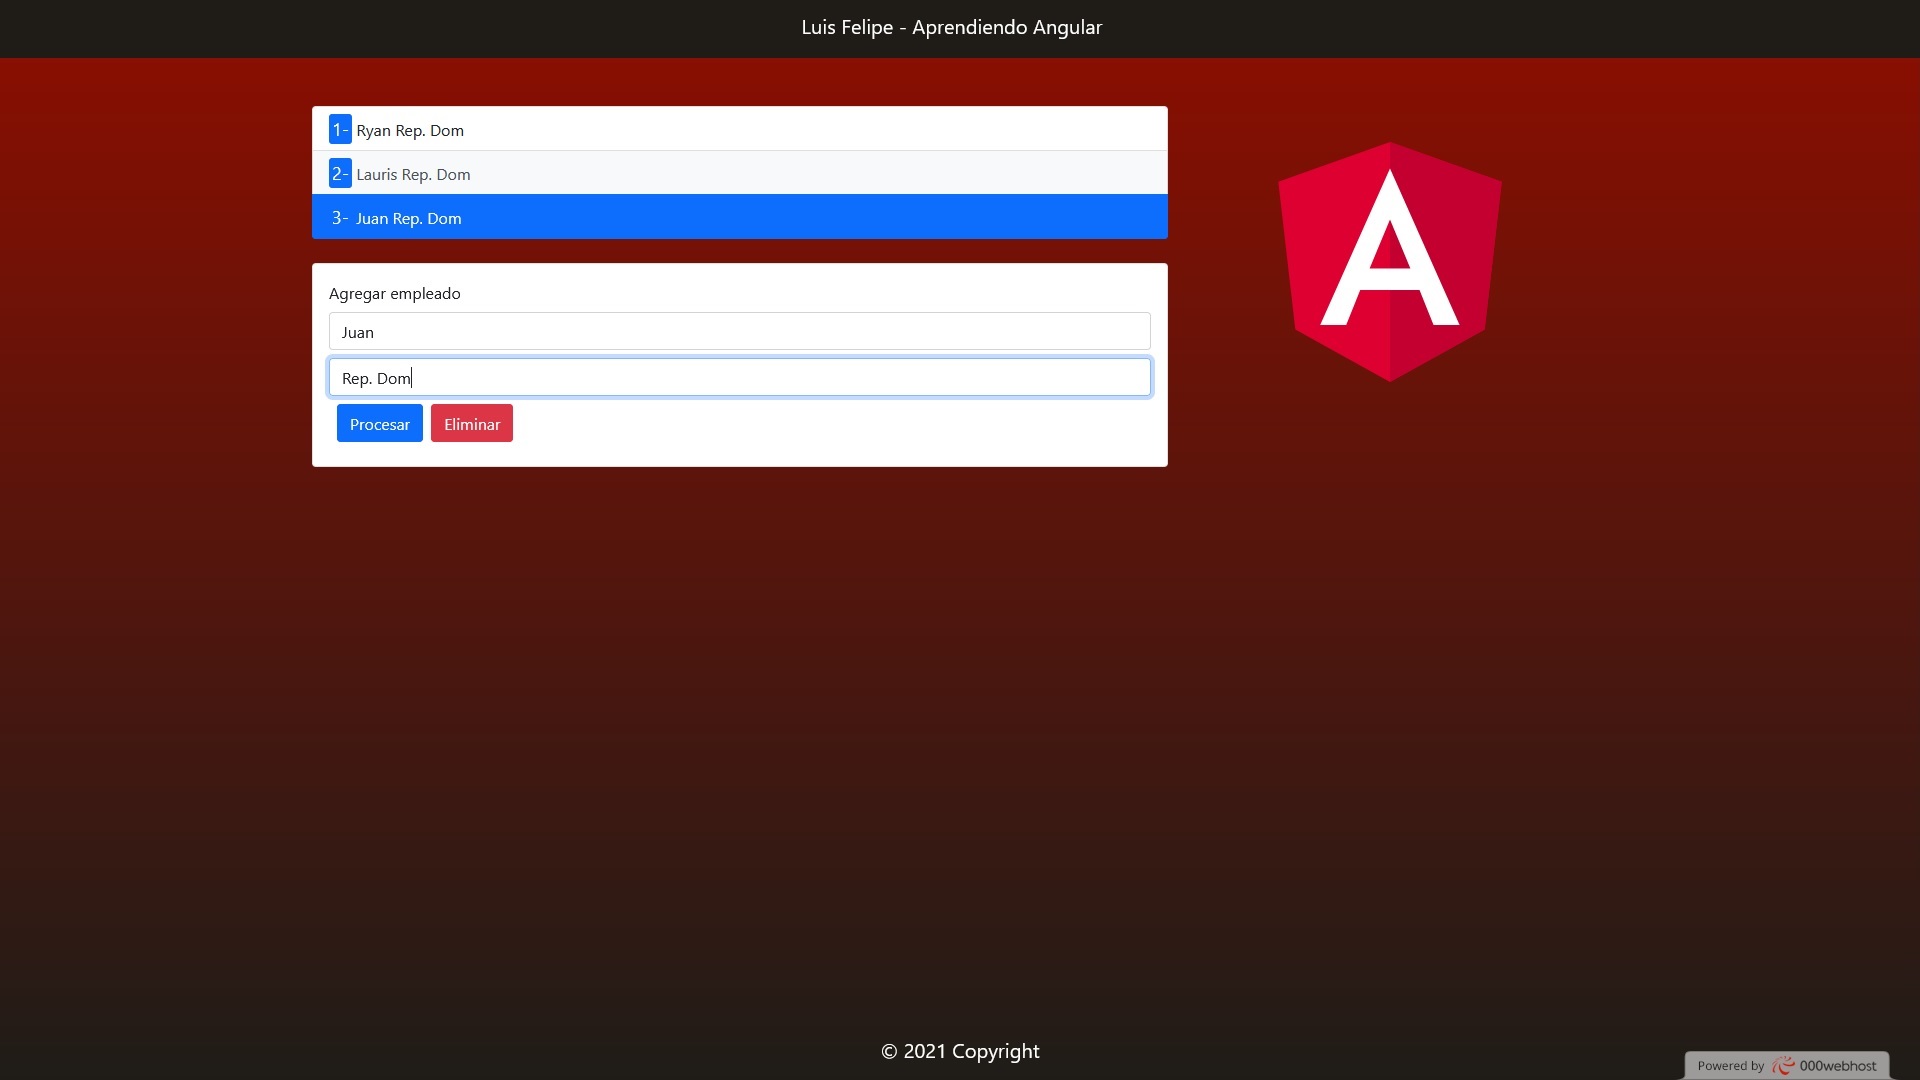 Luis Felipe - Aprendiendo Angular
1- Ryan Rep. Dom
2- Lauris Rep. Dom
3- Juan Rep. Dom
Agregar empleado
Juan
Rep. Dom
Procesar Eliminar
A
© 2021 Copyright
Powered by 000webhost